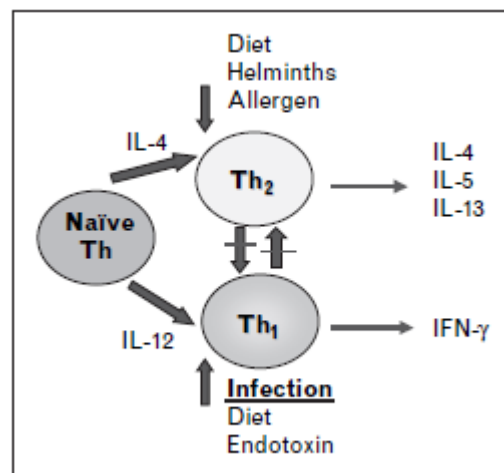 Diet
Helminths
Allergen
IL-4
Th₂
IL-4
IL-5
IL-13
Naïve
Th
Th₁
IFN-γ
IL-12
Infection
Diet
Endotoxin